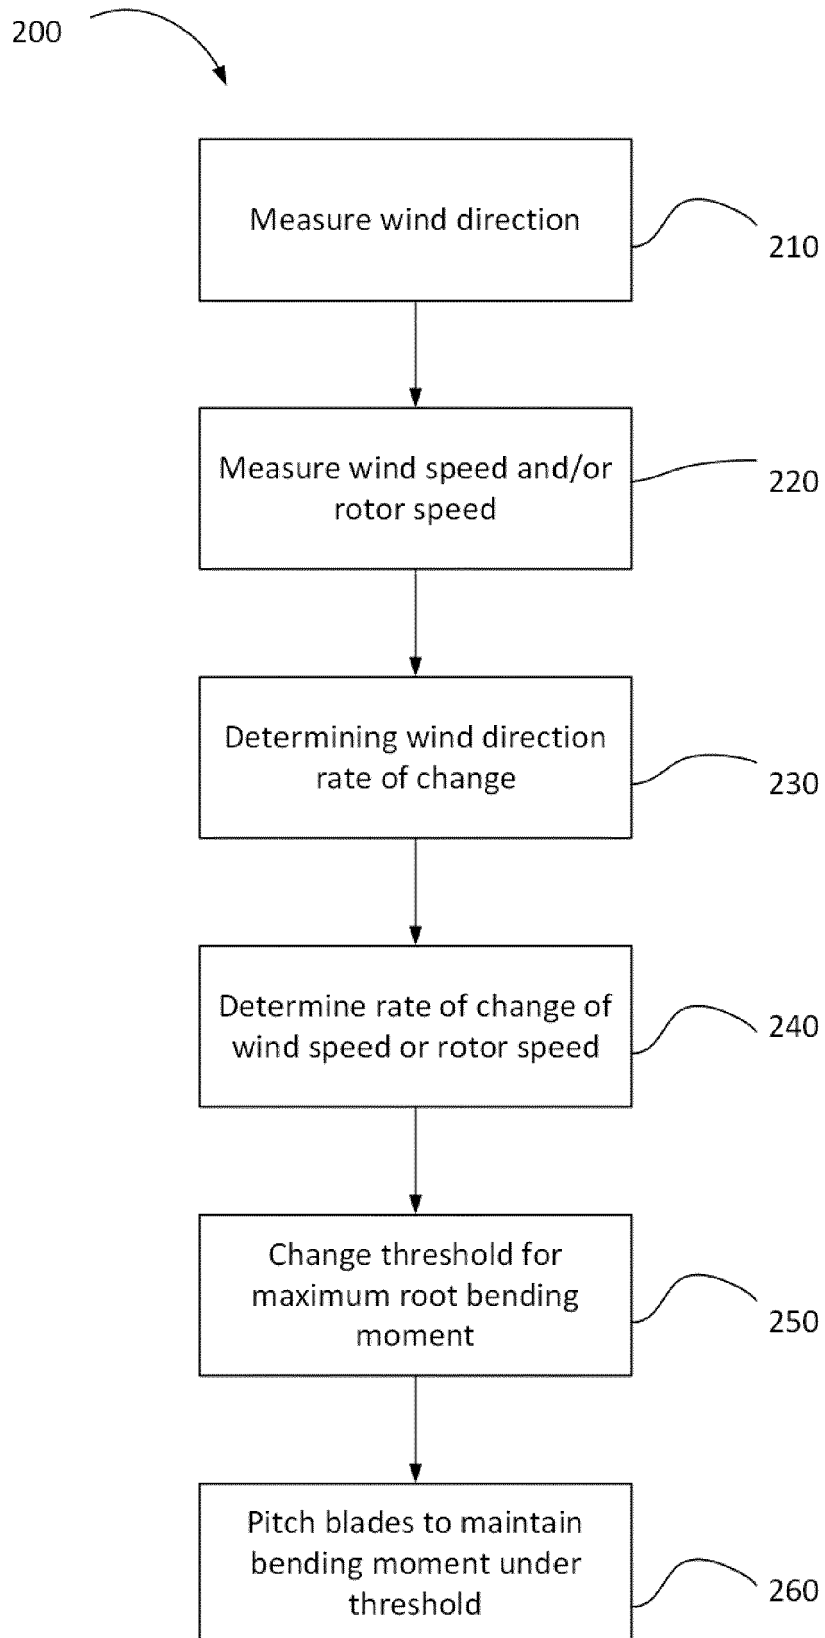 200
Measure wind direction
210
Measure wind speed and/or
rotor speed
220
Determining wind direction
rate of change
230
Determine rate of change of
wind speed or rotor speed
240
Change threshold for
maximum root bending
moment
250
Pitch blades to maintain
bending moment under
threshold
260